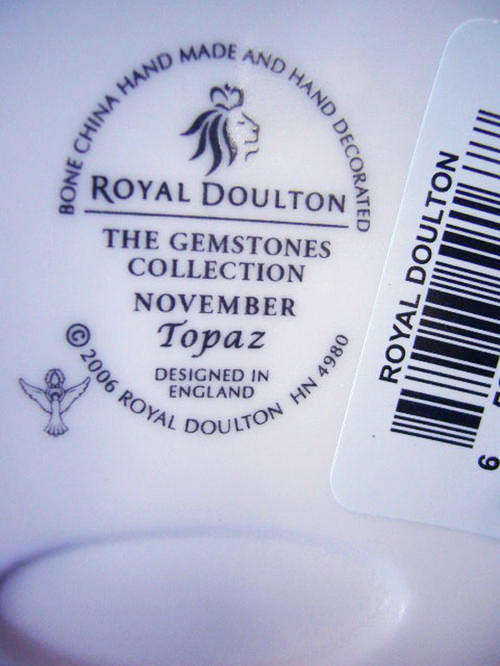 BONE CHINA HAND MADE AND HAND DECORATED
ROYAL DOULTON
THE GEMSTONES
COLLECTION
NOVEMBER
Topaz
DESIGNED IN
ENGLAND
© 2006 ROYAL DOULTON HN 4980
ROYAL DOULTON
6